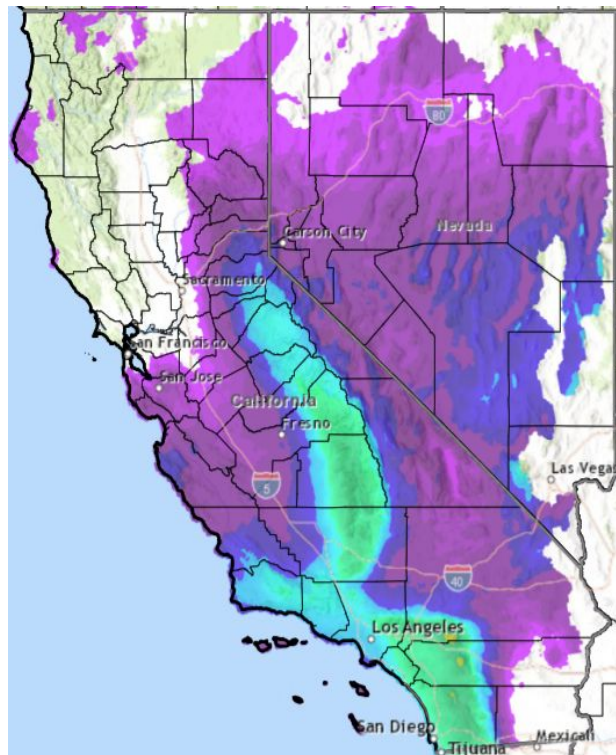 80
Nevada
Carson City
Sacramento
San Francisco
San Jose
California
Fresno
Las Vegas
5
40
Los Angeles
San Diego
Tijuana
Mexicali